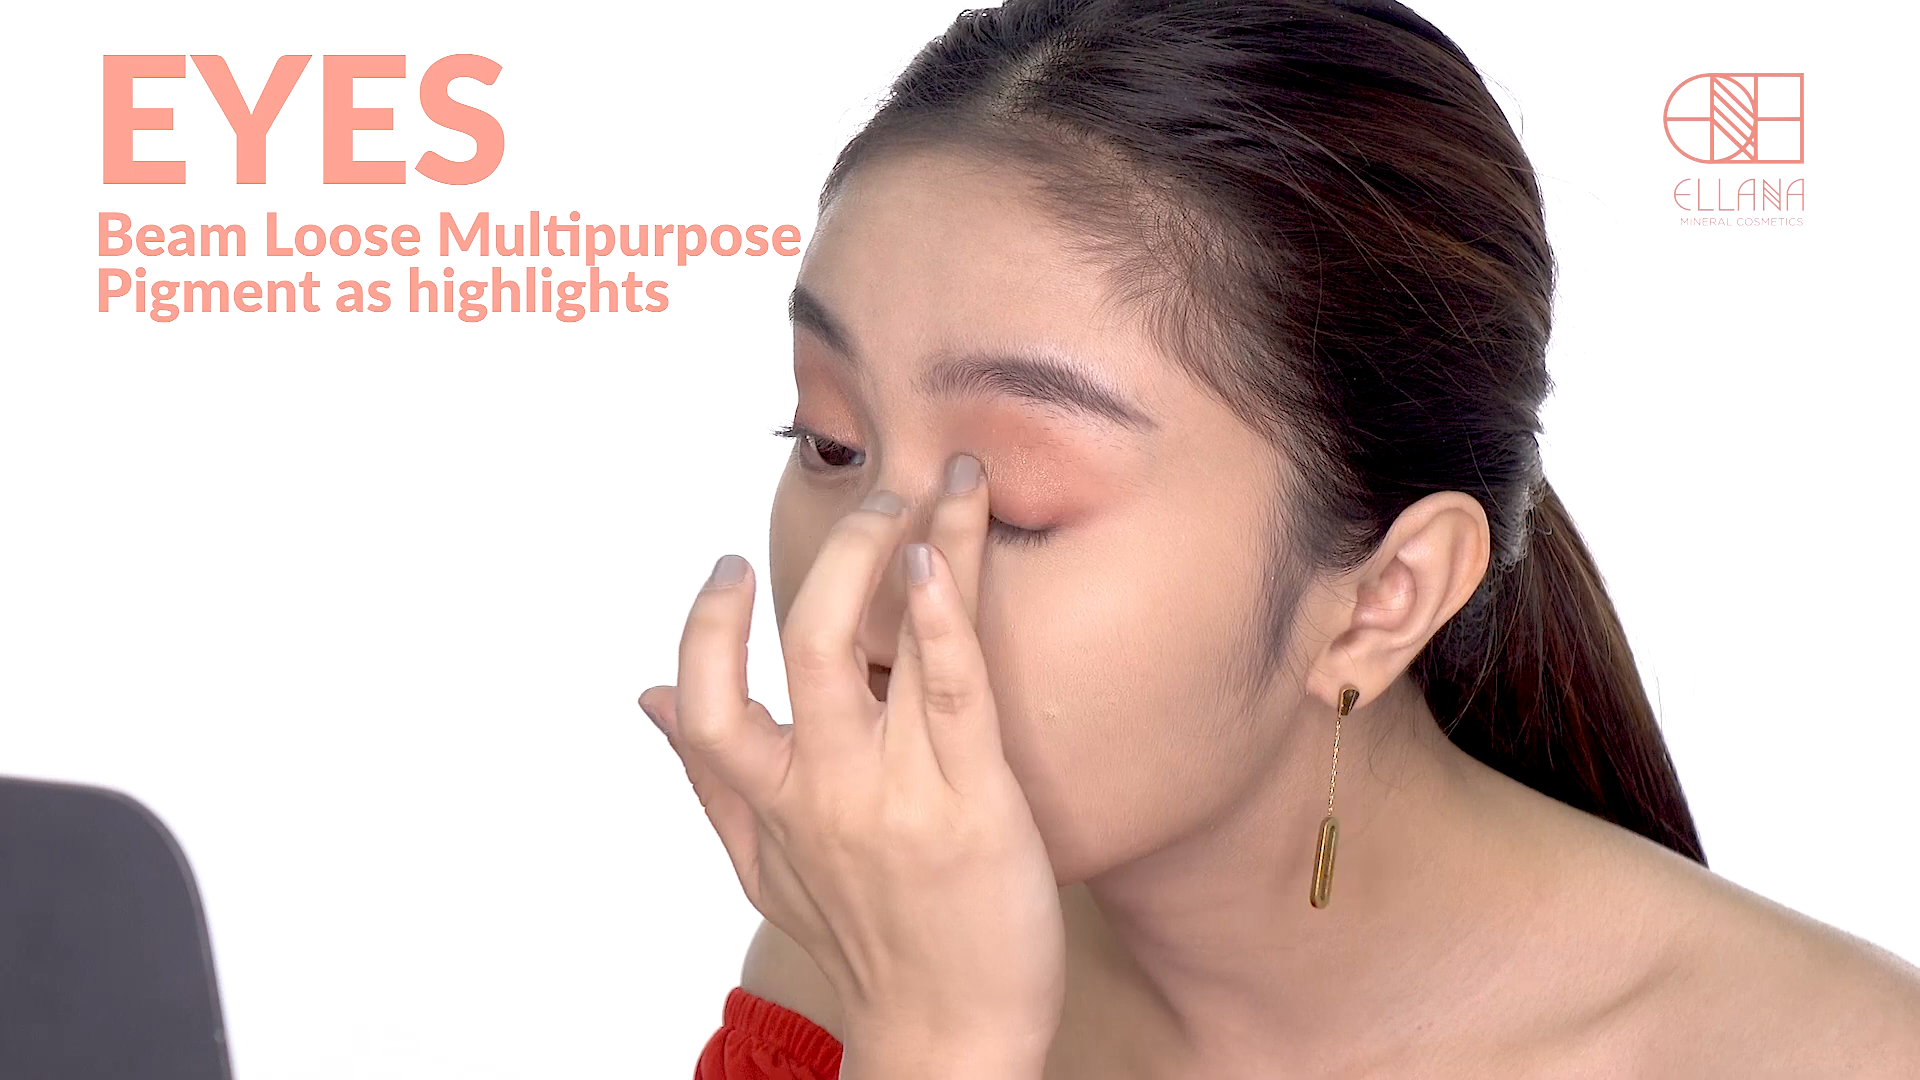 EYES
Beam Loose Multipurpose
Pigment as highlights
ELLANA
MINERAL COSMETICS